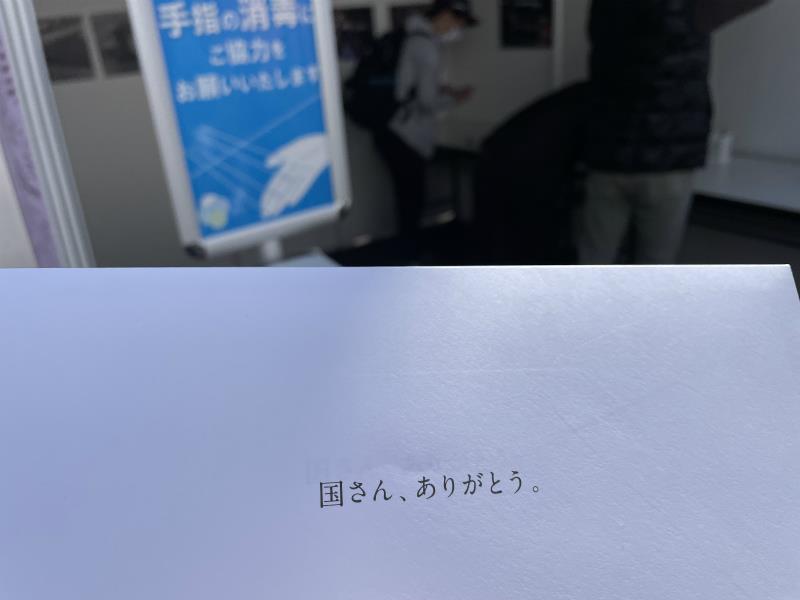 手指の消毒に
ご協力を
お願いいたします
国さん、ありがとう。